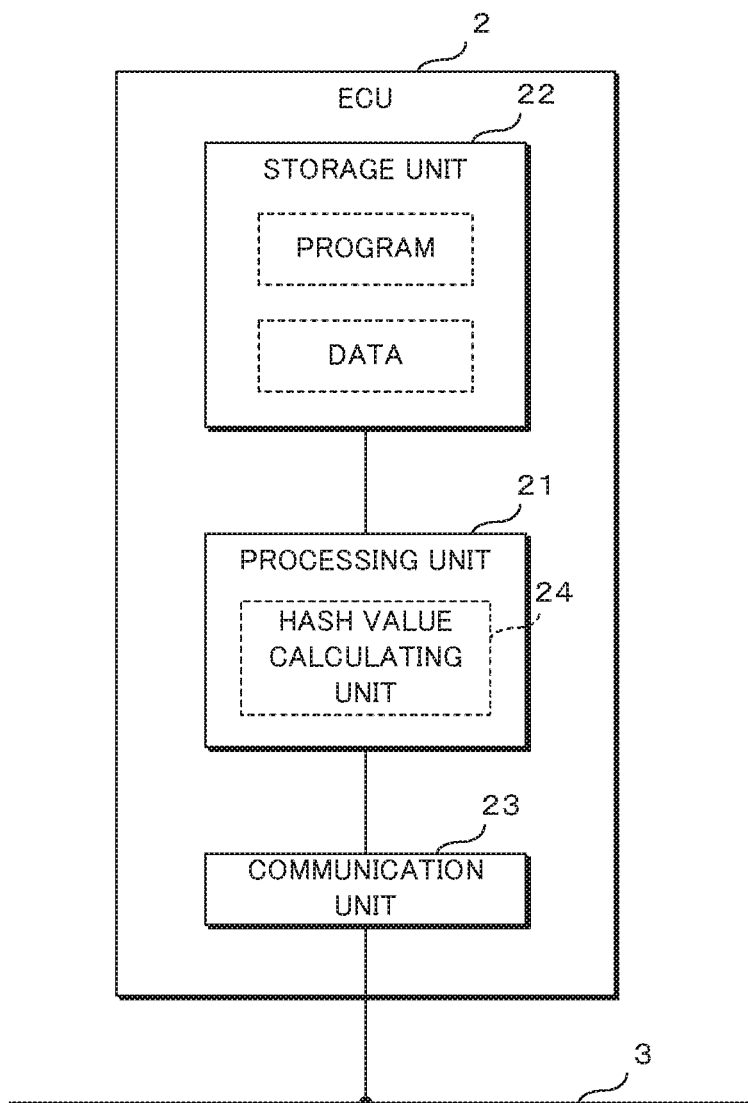 2
ECU
22
STORAGE UNIT
PROGRAM
DATA
21
PROCESSING UNIT
24
HASH VALUE
CALCULATING
UNIT
23
COMMUNICATION
UNIT
3